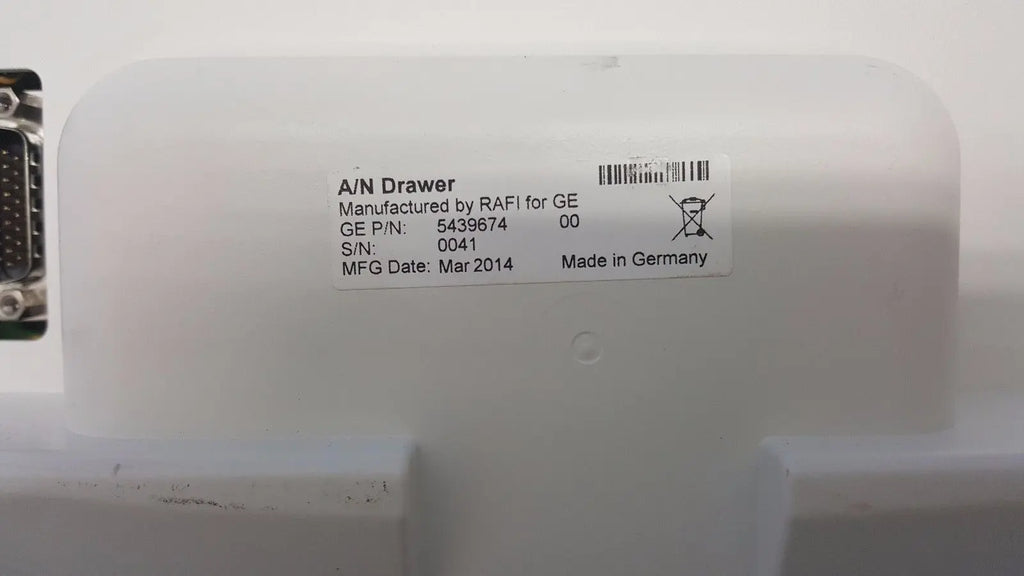 A/N Drawer
Manufactured by RAFI for GE
GE P/N: 5439674 00
S/N: 0041
MFG Date: Mar 2014 Made in Germany